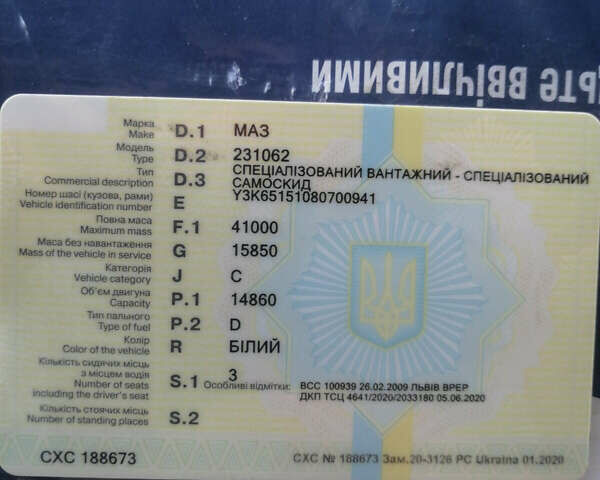 ьте ввічливими
Марка
Make D.1 МАЗ
Модель
Type D.2 231062
Тип
Commercial description D.3 СПЕЦІАЛІЗОВАНИЙ ВАНТАЖНИЙ - СПЕЦІАЛІЗОВАНИЙ
САМОСКИД
Номер шасі (кузова, рами)
Vehicle identification number E Y3K65151080700941
Повна маса
Maximum mass F.1 41000
Маса без навантаження
Mass of the vehicle in service G 15850
Категорія
Vehicle category J C
Об'єм двигуна
Capacity P.1 14860
Тип пального
Type of fuel P.2 D
Колір
Color of the vehicle R БІЛИЙ
Кількість сидячих місць
з місцем водія
Number of seats
including the driver's seat S.1 3 Особливі відмітки: ВСС 100939 26.02.2009 ЛЬВІВ ВРЕР
ДКП ТСЦ 4641/2020/2033180 05.06.2020
Кількість стоячих місць
Number of standing places S.2
СХС 188673
СХС № 188673 Зам.20-3126 РС Ukraina 01.2020